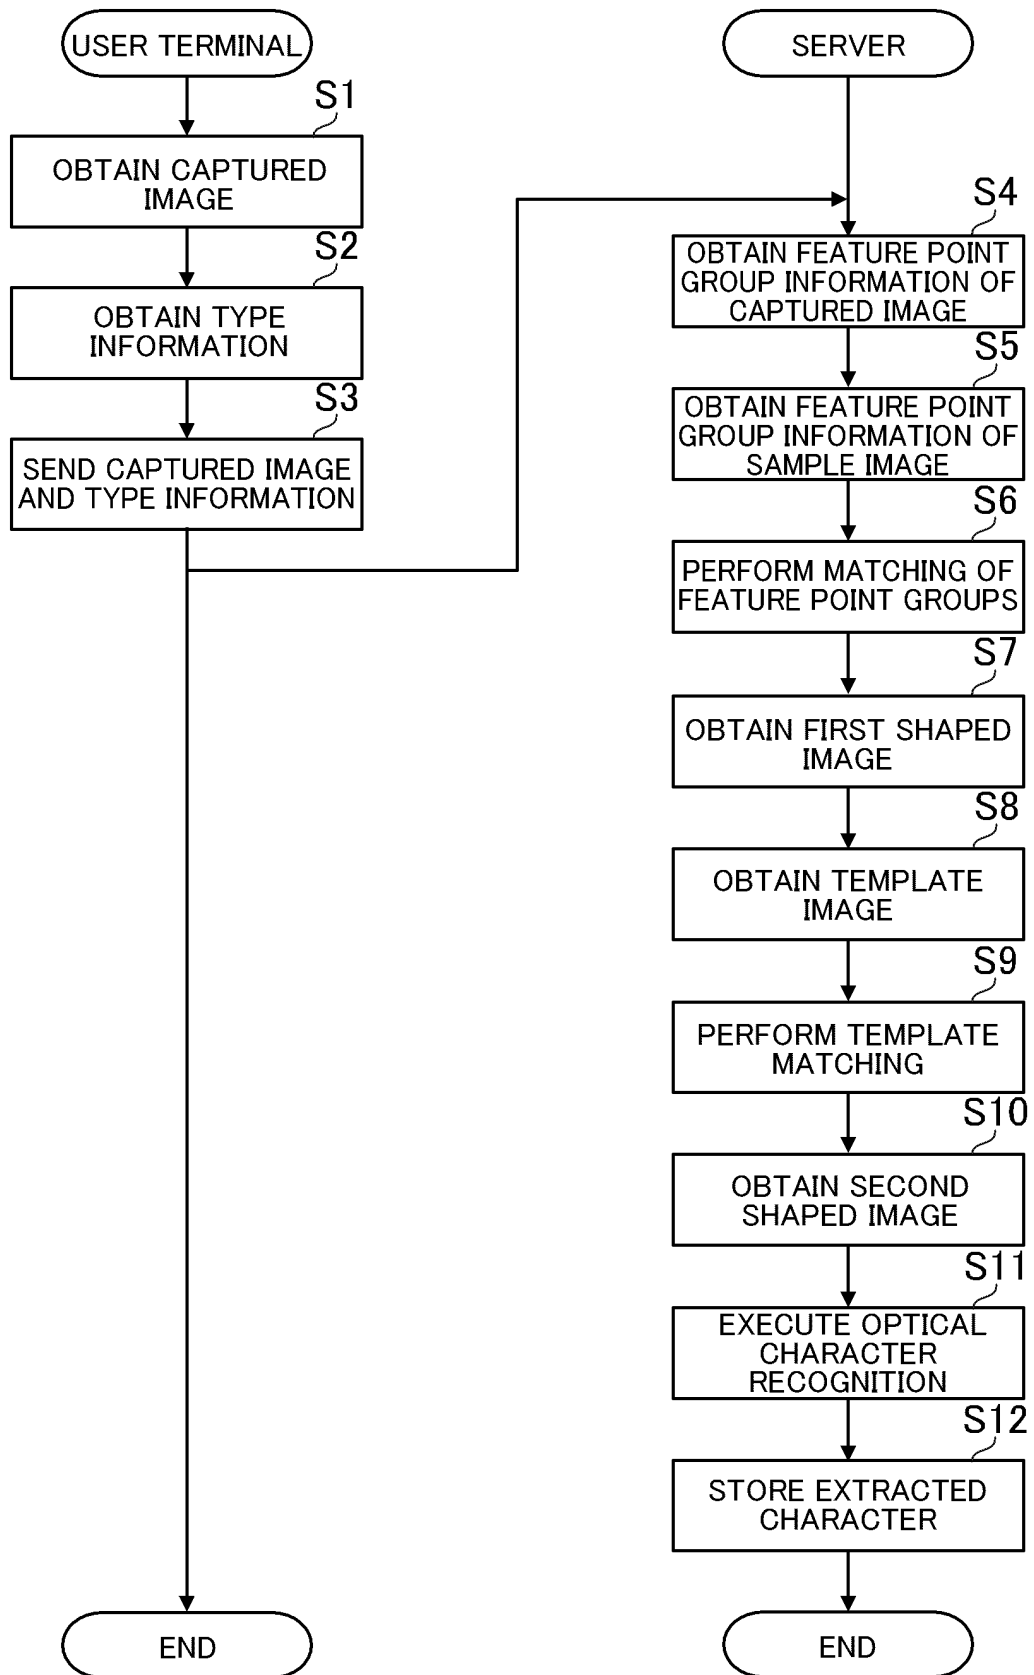 USER TERMINAL
S1
OBTAIN CAPTURED
IMAGE
S2
OBTAIN TYPE
INFORMATION
S3
SEND CAPTURED IMAGE
AND TYPE INFORMATION
END
SERVER
S4
OBTAIN FEATURE POINT
GROUP INFORMATION OF
CAPTURED IMAGE
S5
OBTAIN FEATURE POINT
GROUP INFORMATION OF
SAMPLE IMAGE
S6
PERFORM MATCHING OF
FEATURE POINT GROUPS
S7
OBTAIN FIRST SHAPED
IMAGE
S8
OBTAIN TEMPLATE
IMAGE
S9
PERFORM TEMPLATE
MATCHING
S10
OBTAIN SECOND
SHAPED IMAGE
S11
EXECUTE OPTICAL
CHARACTER
RECOGNITION
S12
STORE EXTRACTED
CHARACTER
END